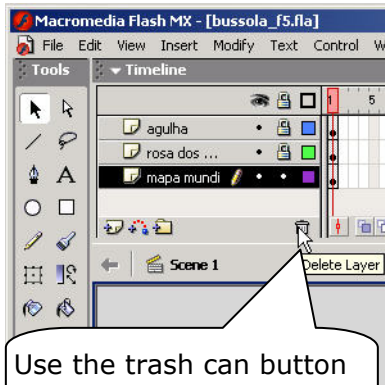 Macromedia Flash MX - [bussola_f5.fla]
File Edit View Insert Modify Text Control
Tools
Timeline
1 5
agulha
rosa dos ...
mapa mundi
Scene 1
Delete Layer
A
Use the trash can button